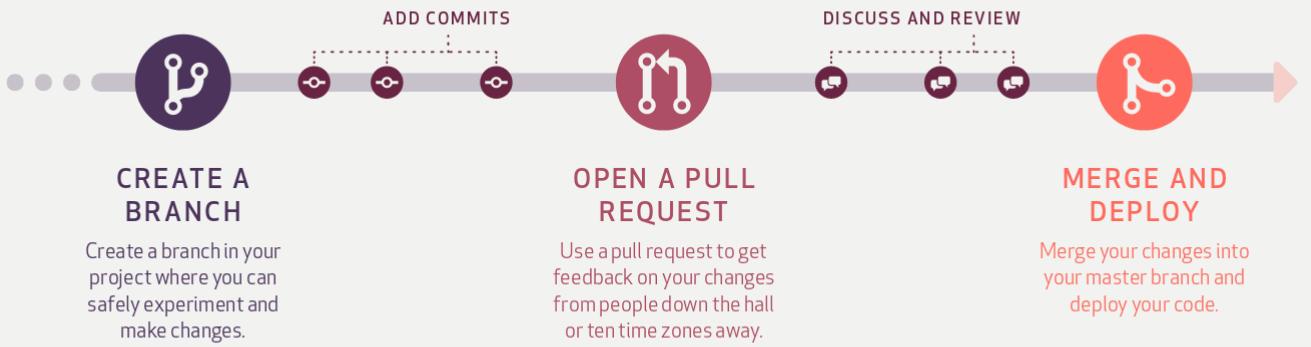 ADD COMMITS
DISCUSS AND REVIEW
CREATE A
BRANCH
Create a branch in your
project where you can
safely experiment and
make changes.
OPEN A PULL
REQUEST
Use a pull request to get
feedback on your changes
from people down the hall
or ten time zones away.
MERGE AND
DEPLOY
Merge your changes into
your master branch and
deploy your code.